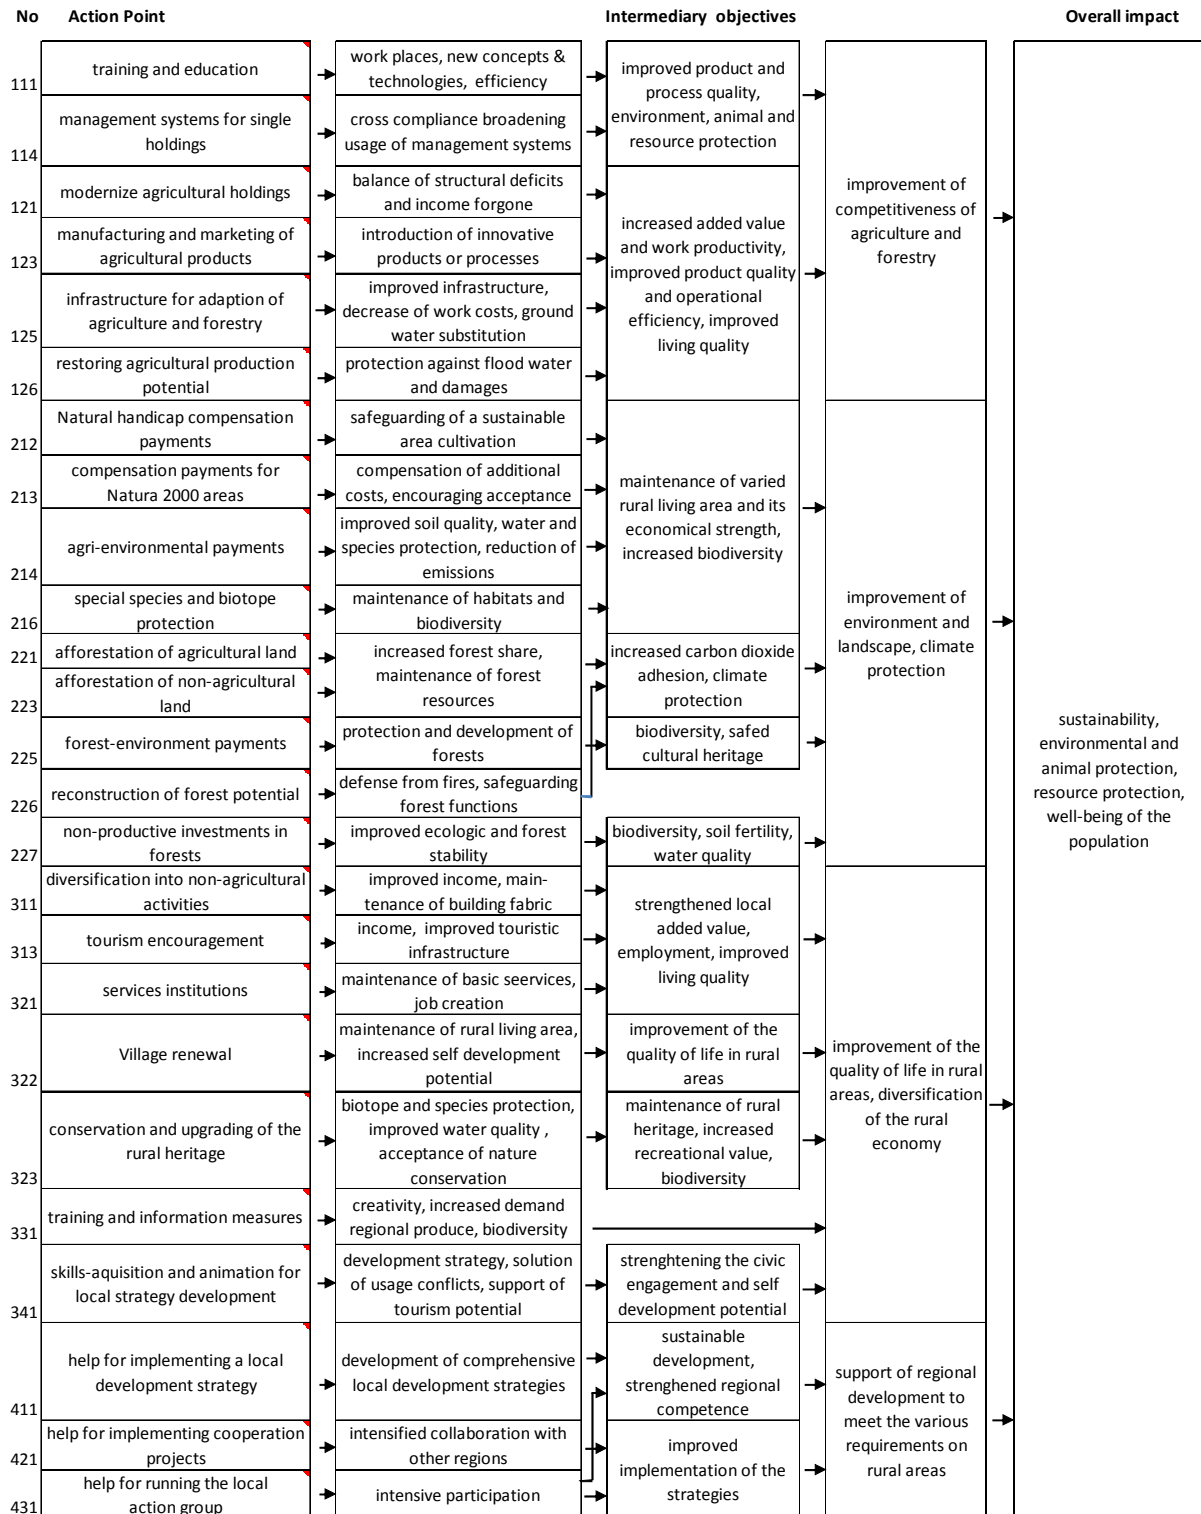 No Action Point Intermediary objectives Overall impact
111
training and education
work places, new concepts &
technologies, efficiency
improved product and
process quality,
environment, animal and
resource protection
improvement of
competitiveness of
agriculture and
forestry
sustainability,
environmental and
animal protection,
resource protection,
well-being of the
population
114
management systems for single
holdings
cross compliance broadening
usage of management systems
121
modernize agricultural holdings
balance of structural deficits
and income forgone
increased added value
and work productivity,
improved product quality
and operational
efficiency, improved
living quality
123
manufacturing and marketing of
agricultural products
introduction of innovative
products or processes
125
infrastructure for adaption of
agriculture and forestry
improved infrastructure,
decrease of work costs, ground
water substitution
126
restoring agricultural production
potential
protection against flood water
and damages
212
Natural handicap compensation
payments
safeguarding of a sustainable
area cultivation
maintenance of varied
rural living area and its
economical strength,
increased biodiversity
improvement of
environment and
landscape, climate
protection
213
compensation payments for
Natura 2000 areas
compensation of additional
costs, encouraging acceptance
214
agri-environmental payments
improved soil quality, water and
species protection, reduction of
emissions
216
special species and biotope
protection
maintenance of habitats and
biodiversity
221
afforestation of agricultural land
increased forest share,
maintenance of forest
resources
increased carbon dioxide
adhesion, climate
protection
223
afforestation of non-agricultural
land
225
forest-environment payments
protection and development of
forests
biodiversity, safed
cultural heritage
226
reconstruction of forest potential
defense from fires, safeguarding
forest functions
227
non-productive investments in
forests
improved ecologic and forest
stability
biodiversity, soil fertility,
water quality
311
diversification into non-agricultural
activities
improved income, main-
tenance of building fabric
strengthened local
added value,
employment, improved
living quality
improvement of the
quality of life in rural
areas, diversification
of the rural
economy
313
tourism encouragement
income, improved touristic
infrastructure
321
services institutions
maintenance of basic seervices,
job creation
322
Village renewal
maintenance of rural living area,
increased self development
potential
improvement of the
quality of life in rural
areas
323
conservation and upgrading of the
rural heritage
biotope and species protection,
improved water quality ,
acceptance of nature
conservation
maintenance of rural
heritage, increased
recreational value,
biodiversity
331
training and information measures
creativity, increased demand
regional produce, biodiversity
341
skills-aquisition and animation for
local strategy development
development strategy, solution
of usage conflicts, support of
tourism potential
strenghtening the civic
engagement and self
development potential
411
help for implementing a local
development strategy
development of comprehensive
local development strategies
sustainable
development,
strenghened regional
competence
support of regional
development to
meet the various
requirements on
rural areas
421
help for implementing cooperation
projects
intensified collaboration with
other regions
improved
implementation of the
strategies
431
help for running the local
action group
intensive participation